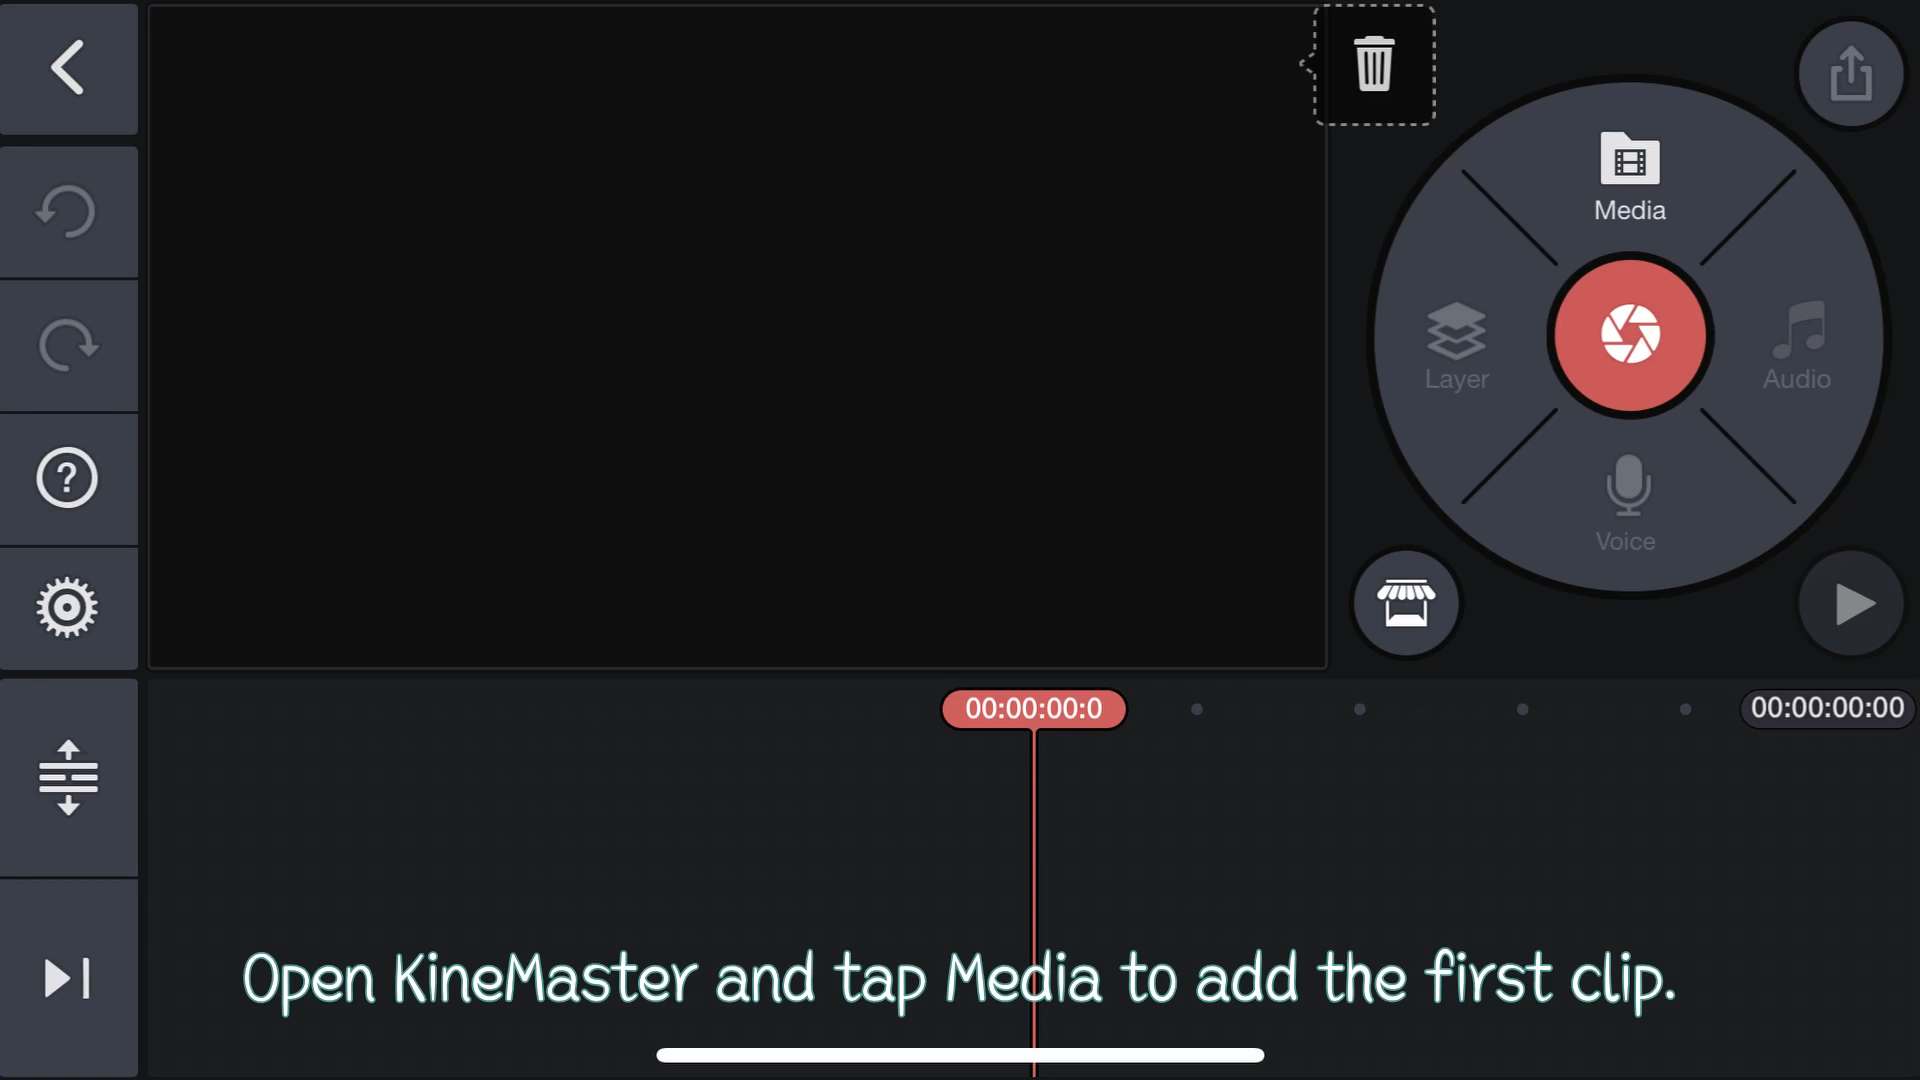 Media
Layer
Audio
Voice
00:00:00:0
00:00:00:00
Open KineMaster and tap Media to add the first clip.